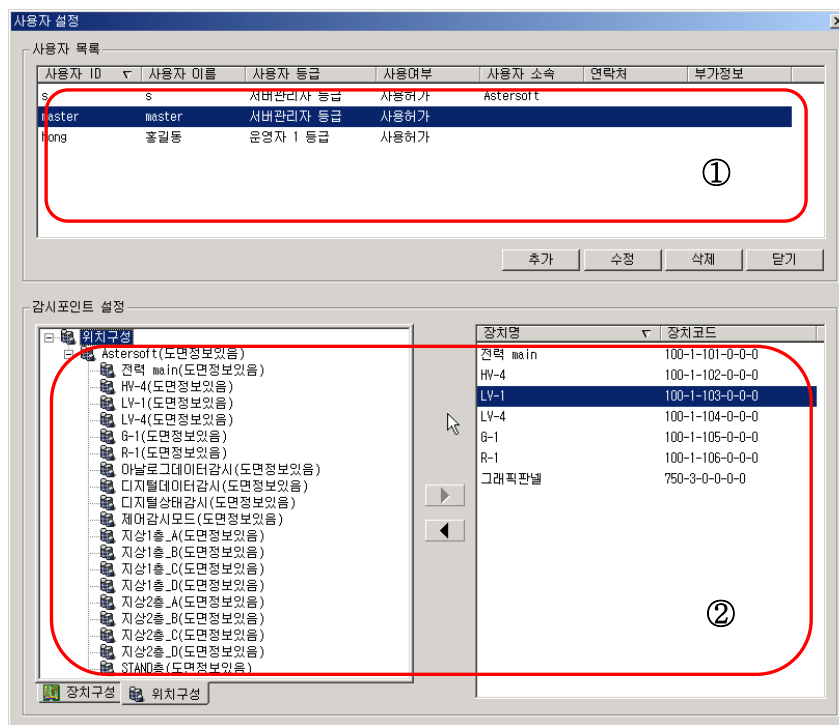 사용자 설정
사용자 목록
사용자 ID 사용자 이름 사용자 등급 사용여부 사용자 소속 연락처 부가정보
s s 서버관리자 등급 사용허가 Astersoft
master master 서버관리자 등급 사용허가
hong 홍길동 운영자 1 등급 사용허가
①
추가 수정 삭제 닫기
감시포인트 설정
위치구성
Astersoft(도면정보있음)
전력 main(도면정보있음)
HV-4(도면정보있음)
LV-1(도면정보있음)
LV-4(도면정보있음)
G-1(도면정보있음)
R-1(도면정보있음)
아날로그데이터감시(도면정보있음)
디지털데이터감시(도면정보있음)
디지털상태감시(도면정보있음)
제어감시모드(도면정보있음)
지상1층_A(도면정보있음)
지상1층_B(도면정보있음)
지상1층_C(도면정보있음)
지상1층_D(도면정보있음)
지상2층_A(도면정보있음)
지상2층_B(도면정보있음)
지상2층_C(도면정보있음)
지상2층_D(도면정보있음)
STAND층(도면정보있음)
장치구성 위치구성
장치명 장치코드
전력 main 100-1-101-0-0-0
HV-4 100-1-102-0-0-0
LV-1 100-1-103-0-0-0
LV-4 100-1-104-0-0-0
G-1 100-1-105-0-0-0
R-1 100-1-106-0-0-0
그래픽판넬 750-3-0-0-0-0
②